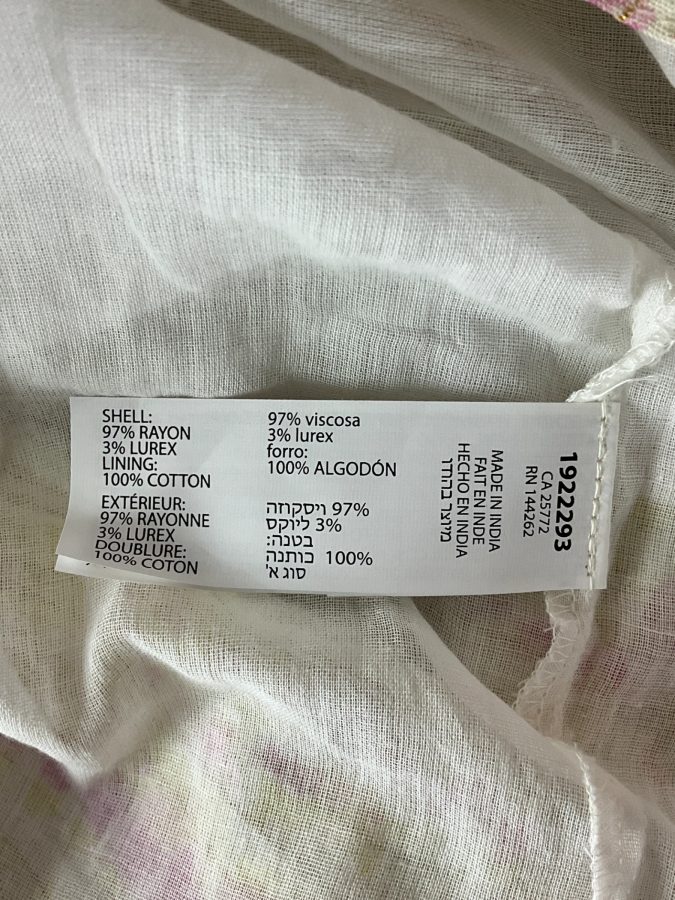 SHELL:
97% RAYON
3% LUREX
LINING:
100% COTTON
EXTÉRIEUR:
97% RAYONNE
3% LUREX
DOUBLURE:
100% COTON
97% viscosa
3% lurex
forro:
100% ALGODÓN
97% ויסקוזה
3% ליוקס
בטנה:
100% כותנה
סוג א'
MADE IN INDIA
FAIT EN INDE
HECHO EN INDIA
מיוצר בהודו
1922293
CA 25772
RN 144262